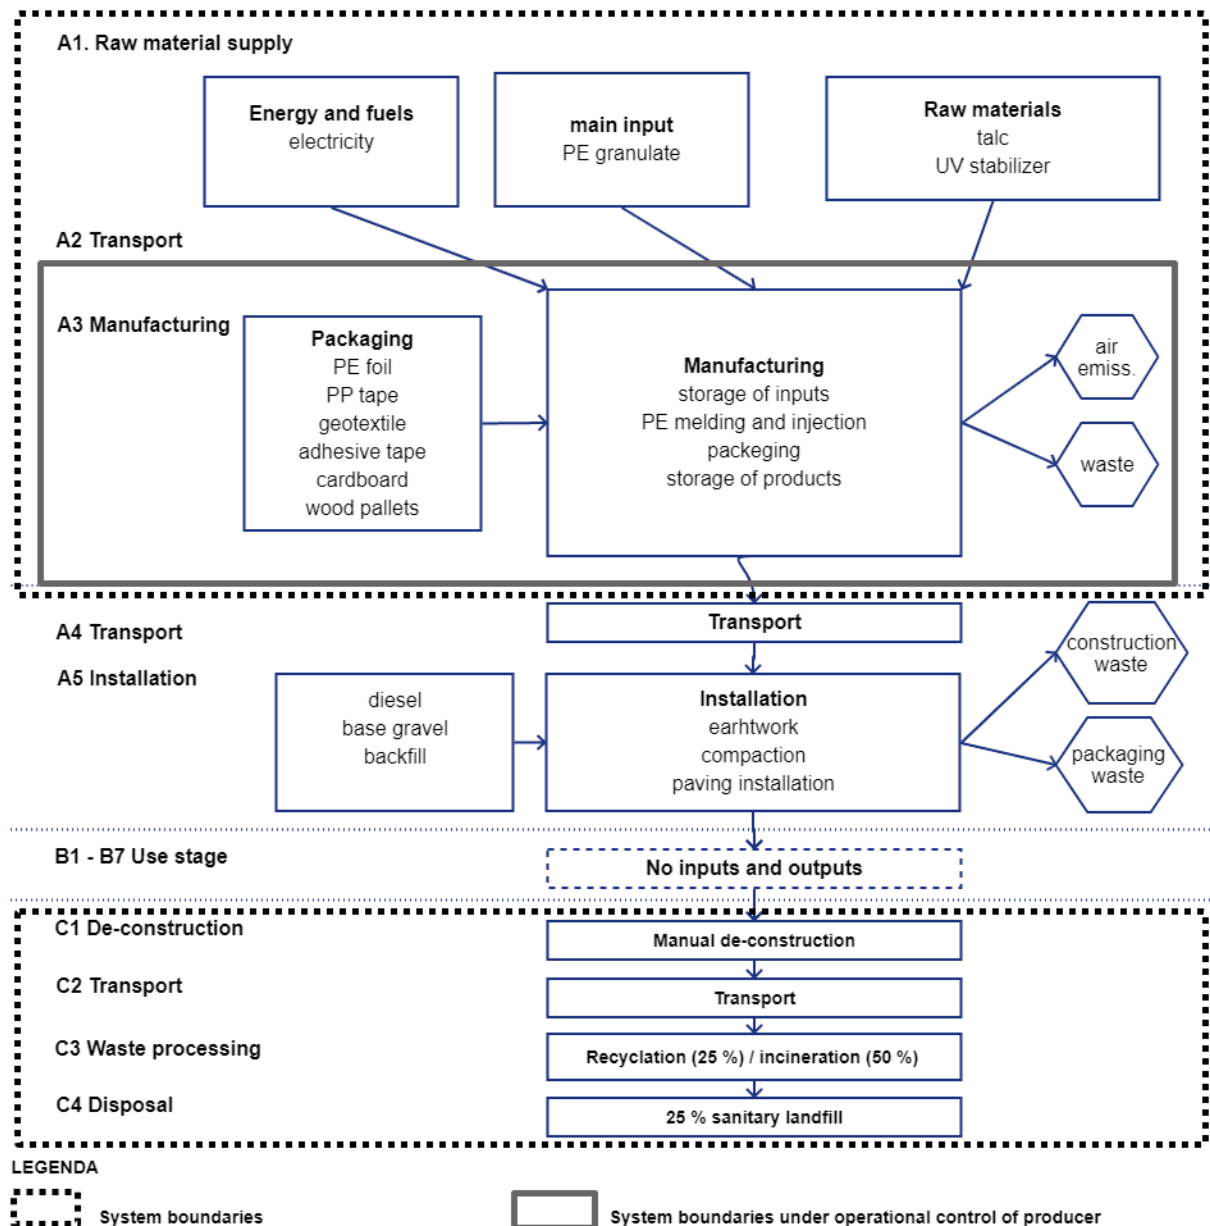 A1. Raw material supply
Energy and fuels
electricity
main input
PE granulate
Raw materials
talc
UV stabilizer
A2 Transport
A3 Manufacturing
Packaging
PE foil
PP tape
geotextile
adhesive tape
cardboard
wood pallets
Manufacturing
storage of inputs
PE melding and injection
packeging
storage of products
air
emiss.
waste
A4 Transport
Transport
A5 Installation
diesel
base gravel
backfill
Installation
earhtwork
compaction
paving installation
construction
waste
packaging
waste
B1 - B7 Use stage
No inputs and outputs
C1 De-construction
Manual de-construction
C2 Transport
Transport
C3 Waste processing
Recyclation (25 %) / incineration (50 %)
C4 Disposal
25 % sanitary landfill
LEGENDA
System boundaries
System boundaries under operational control of producer